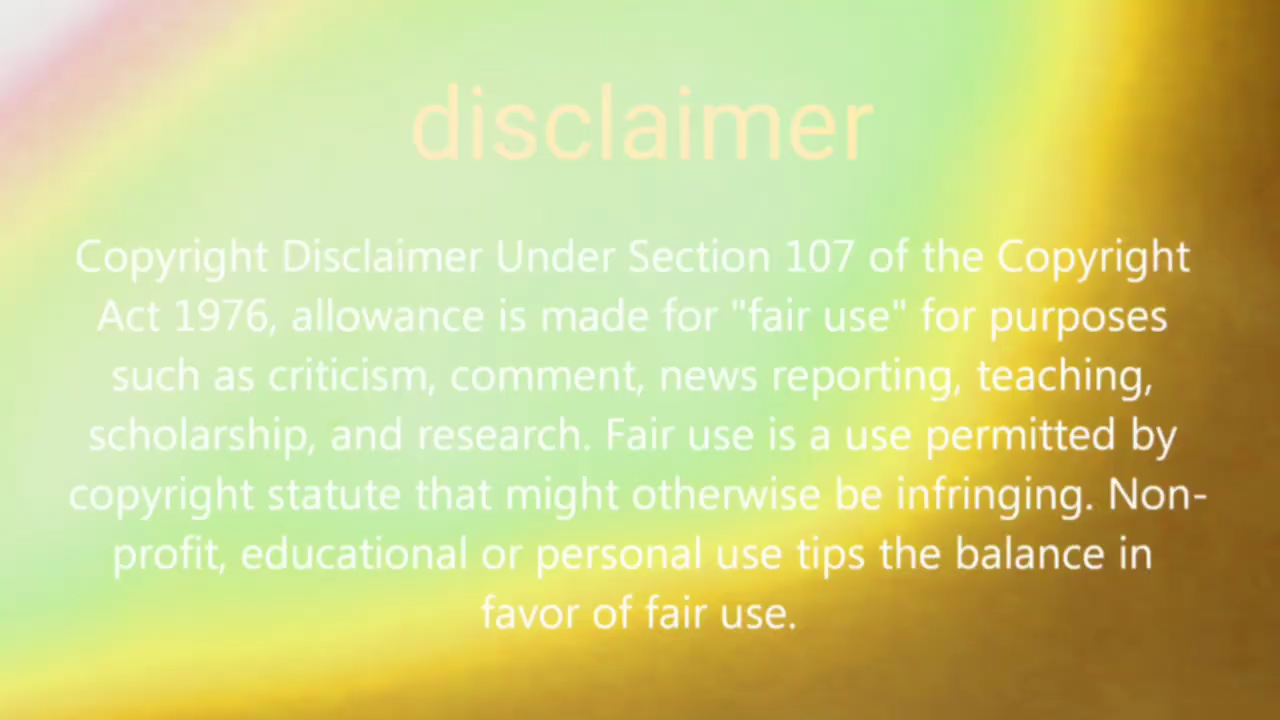 disclaimer
Copyright Disclaimer Under Section 107 of the Copyright
Act 1976, allowance is made for "fair use" for purposes
such as criticism, comment, news reporting, teaching,
scholarship, and research. Fair use is a use permitted by
copyright statute that might otherwise be infringing. Non-
profit, educational or personal use tips the balance in
favor of fair use.